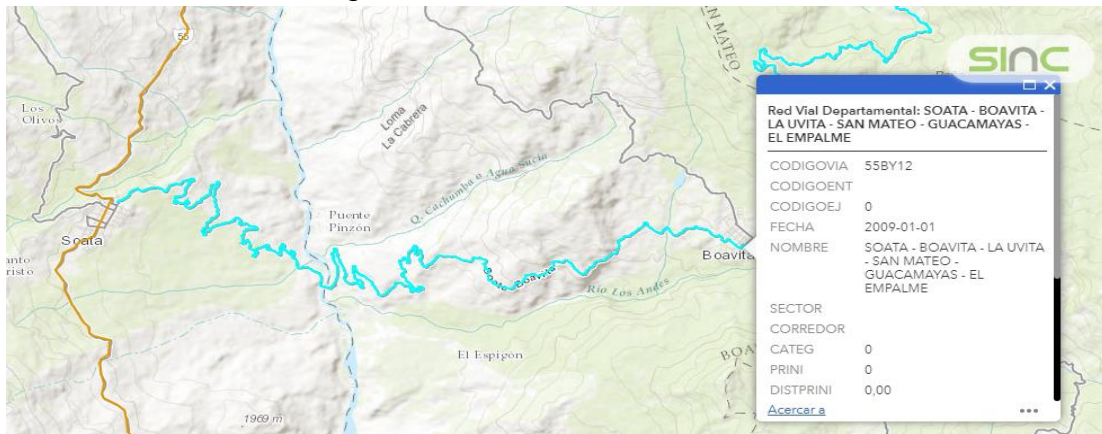 55
Los
Olivos
Loma
La Cabrera
SAN MATEO
SINC
Q. Cachumba o Agua Sucia
Puente
Pinzón
Soata
Soata - Boavita
Boavita
Río Los Andes
El Espigón
1969 m
Red Vial Departamental: SOATA - BOAVITA -
LA UVITA - SAN MATEO - GUACAMAYAS -
EL EMPALME
CODIGOVIA 55BY12
CODIGOENT
CODIGOEJ 0
FECHA 2009-01-01
NOMBRE SOATA - BOAVITA - LA UVITA
- SAN MATEO -
GUACAMAYAS - EL
EMPALME
SECTOR
CORREDOR
CATEG 0
PRINI 0
DISTPRINI 0,00
Acercar a